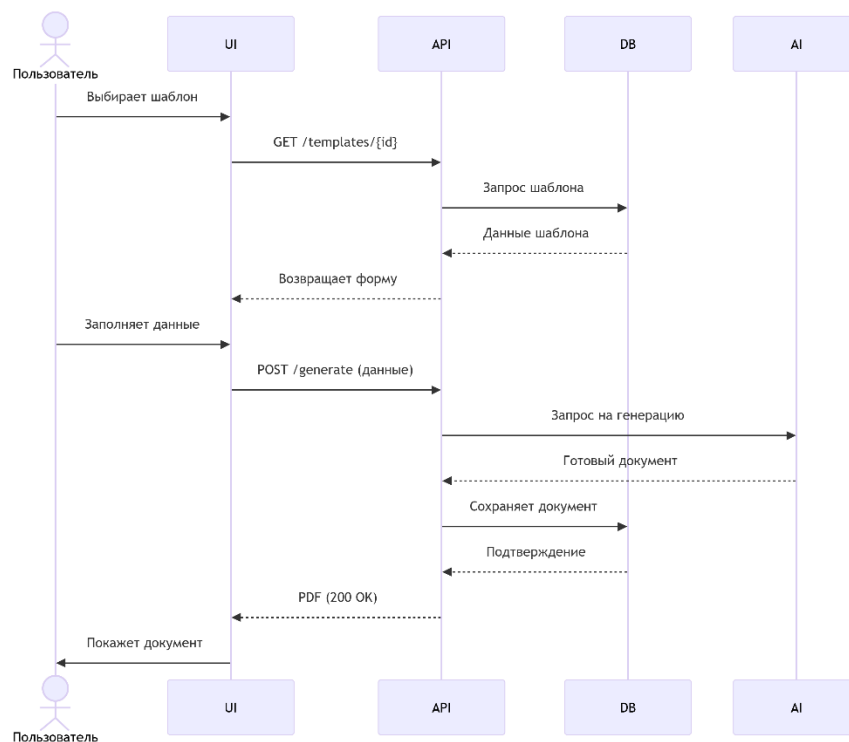 UI API DB AI
Пользователь
Выбирает шаблон
GET /templates/{id}
Запрос шаблона
Данные шаблона
Возвращает форму
Заполняет данные
POST /generate (данные)
Запрос на генерацию
Готовый документ
Сохраняет документ
Подтверждение
PDF (200 OK)
Покажет документ
UI API DB AI
Пользователь